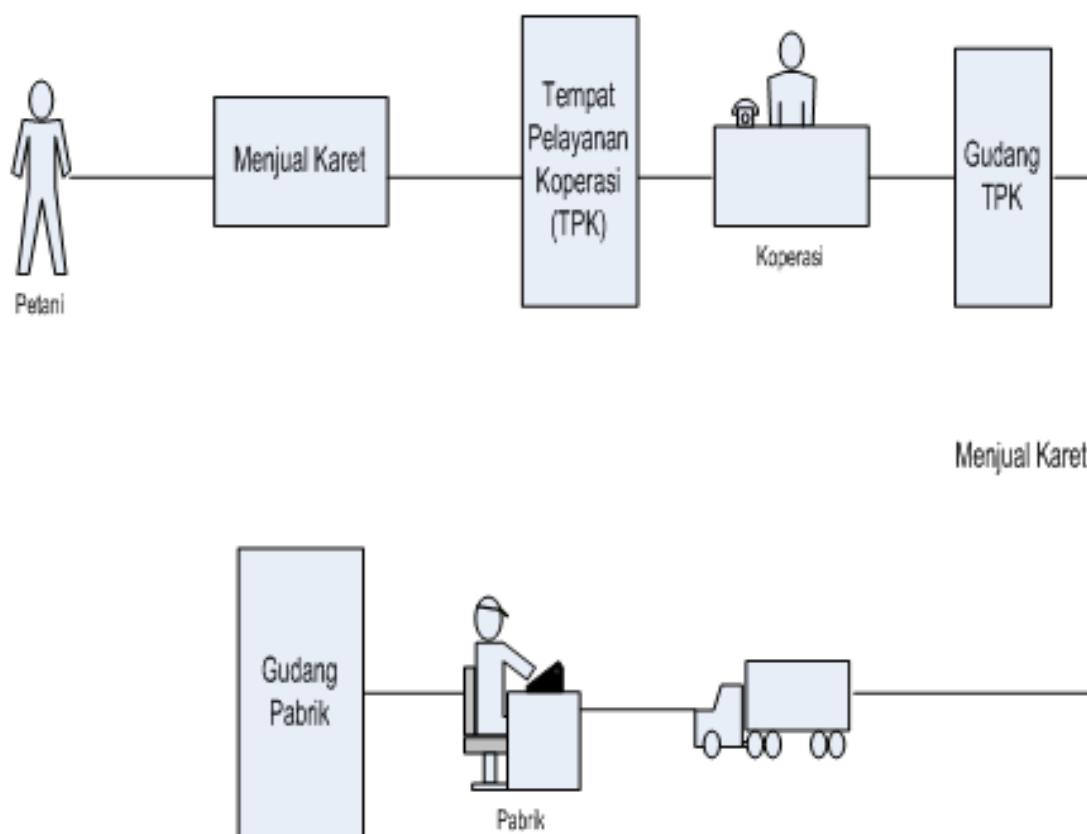 Petani
Menjual Karet
Tempat
Pelayanan
Koperasi
(TPK)
Koperasi
Gudang
TPK
Menjual Karet
Gudang
Pabrik
Pabrik